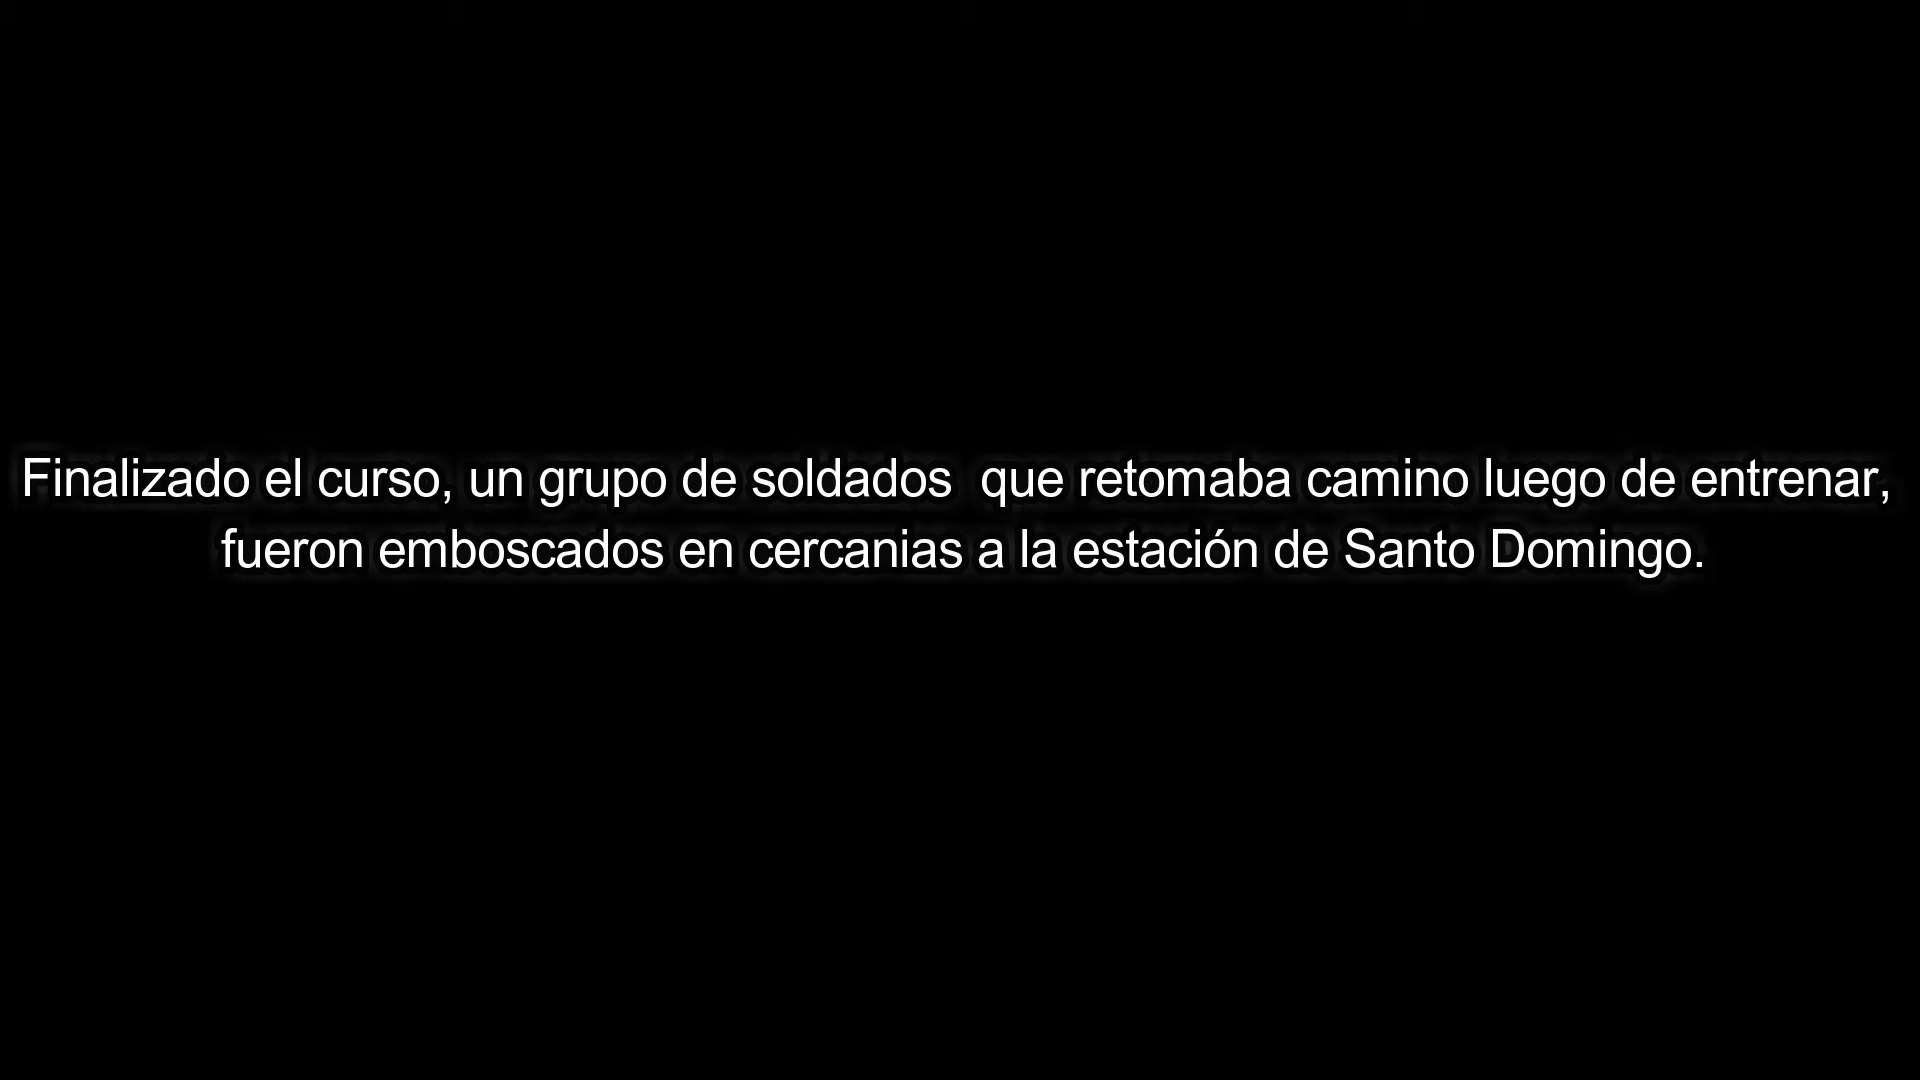 Finalizado el curso, un grupo de soldados  que retomaba camino luego de entrenar,
fueron emboscados en cercanias a la estación de Santo Domingo.